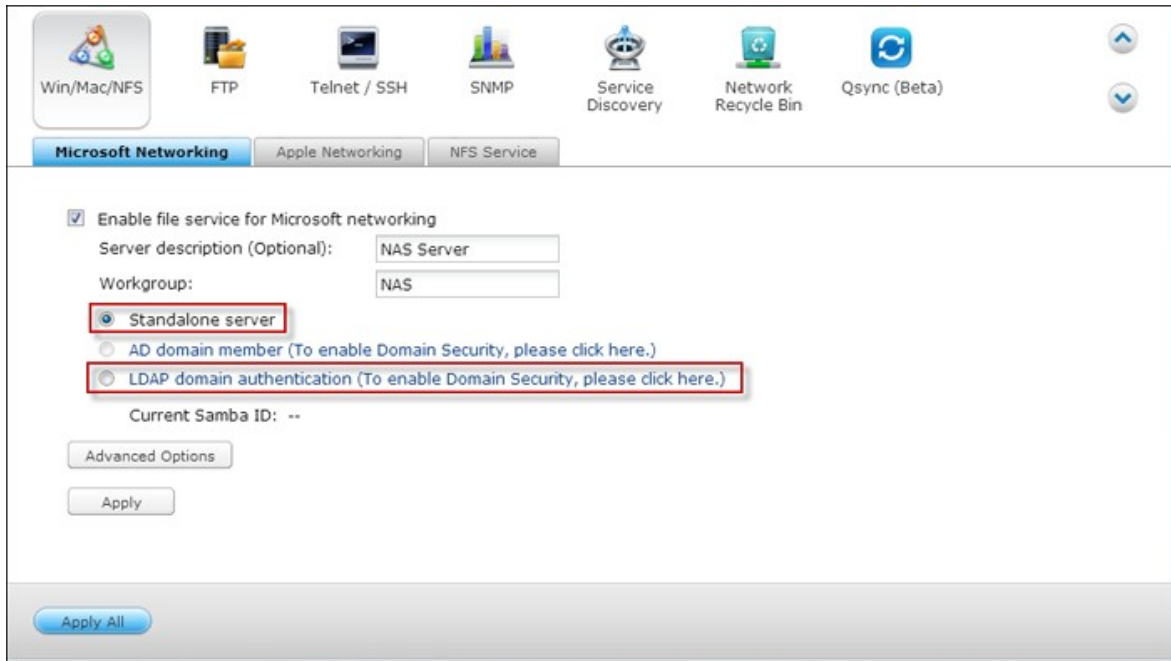 Win/Mac/NFS
FTP
Telnet / SSH
SNMP
Service
Discovery
Network
Recycle Bin
Qsync (Beta)
Microsoft Networking
Apple Networking
NFS Service
Enable file service for Microsoft networking
Server description (Optional): NAS Server
Workgroup: NAS
Standalone server
AD domain member (To enable Domain Security, please click here.)
LDAP domain authentication (To enable Domain Security, please click here.)
Current Samba ID: --
Advanced Options
Apply
Apply All